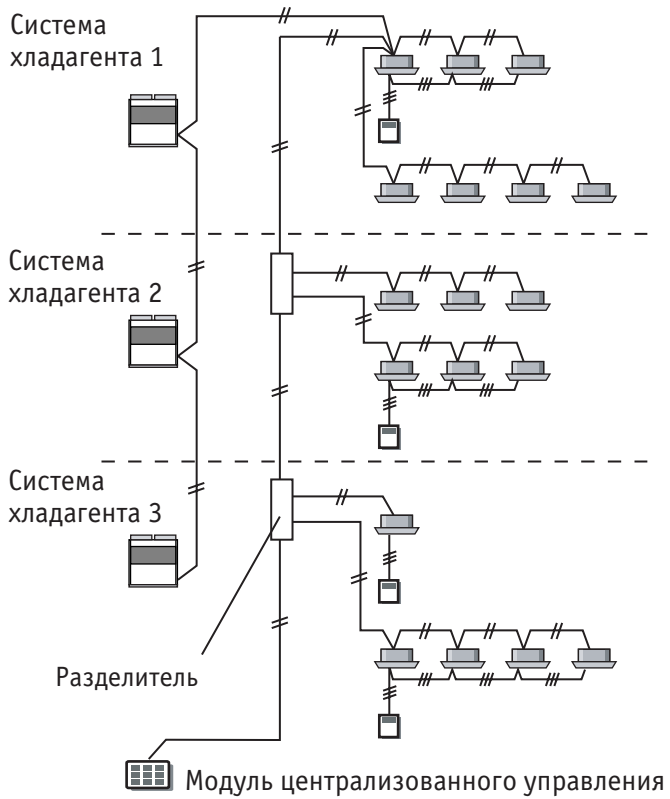 Система
хладагента 1
Система
хладагента 2
Система
хладагента 3
Разделитель
Модуль централизованного управления